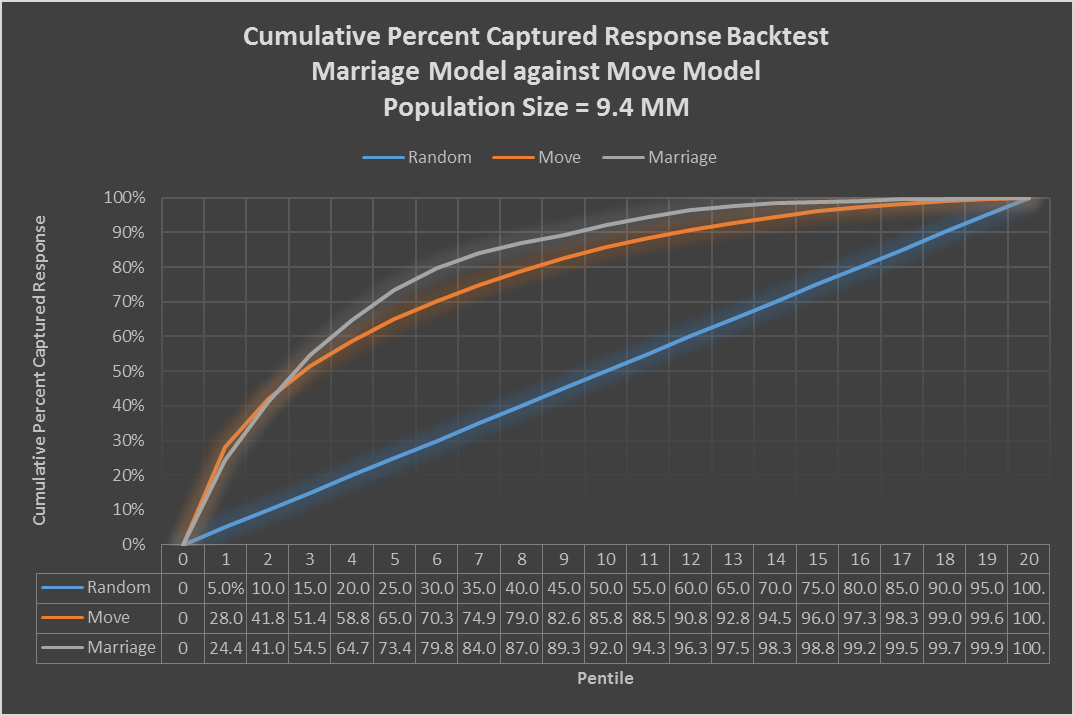 Cumulative Percent Captured Response Backtest
Marriage Model against Move Model
Population Size = 9.4 MM
Random Move Marriage
Cumulative Percent Captured Response
100%
90%
80%
70%
60%
50%
40%
30%
20%
10%
0%
0 1 2 3 4 5 6 7 8 9 10 11 12 13 14 15 16 17 18 19 20
Random 0 5.0% 10.0 15.0 20.0 25.0 30.0 35.0 40.0 45.0 50.0 55.0 60.0 65.0 70.0 75.0 80.0 85.0 90.0 95.0 100.
Move 0 28.0 41.8 51.4 58.8 65.0 70.3 74.9 79.0 82.6 85.8 88.5 90.8 92.8 94.5 96.0 97.3 98.3 99.0 99.6 100.
Marriage 0 24.4 41.0 54.5 64.7 73.4 79.8 84.0 87.0 89.3 92.0 94.3 96.3 97.5 98.3 98.8 99.2 99.5 99.7 99.9 100.
Pentile